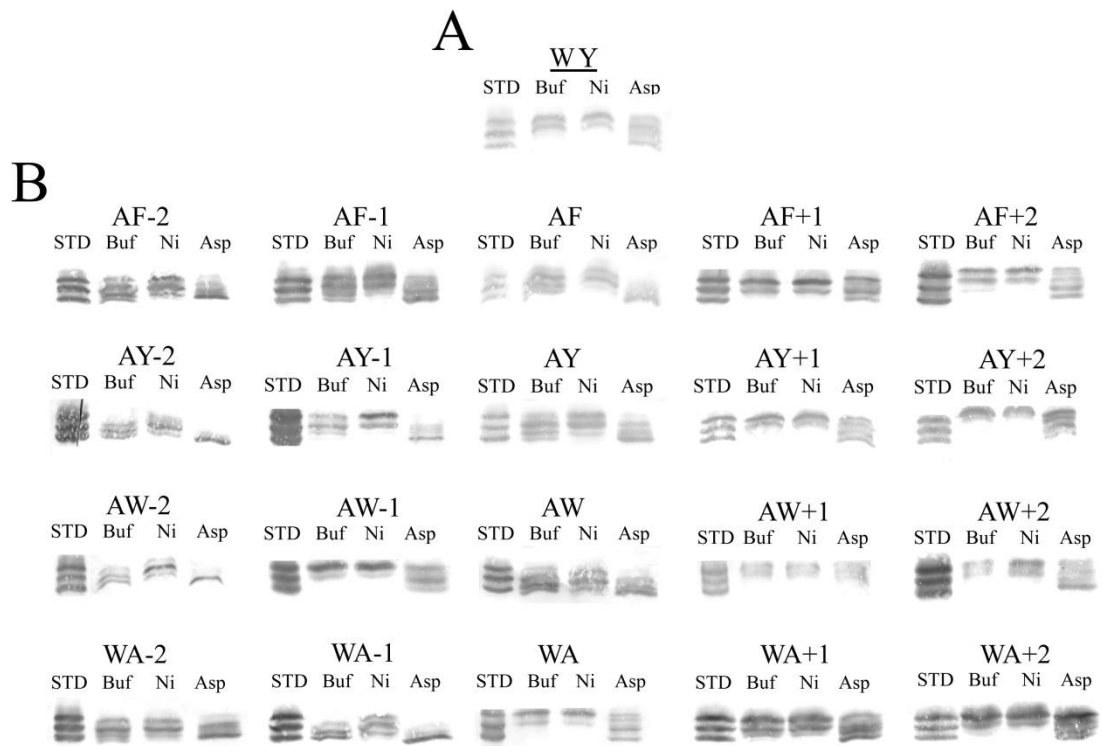 A
WY
STD Buf Ni Asp
B
AF-2 AF-1 AF AF+1 AF+2
STD Buf Ni Asp STD Buf Ni Asp STD Buf Ni Asp STD Buf Ni Asp STD Buf Ni Asp
AY-2 AY-1 AY AY+1 AY+2
STD Buf Ni Asp STD Buf Ni Asp STD Buf Ni Asp STD Buf Ni Asp STD Buf Ni Asp
AW-2 AW-1 AW AW+1 AW+2
STD Buf Ni Asp STD Buf Ni Asp STD Buf Ni Asp STD Buf Ni Asp STD Buf Ni Asp
WA-2 WA-1 WA WA+1 WA+2
STD Buf Ni Asp STD Buf Ni Asp STD Buf Ni Asp STD Buf Ni Asp STD Buf Ni Asp